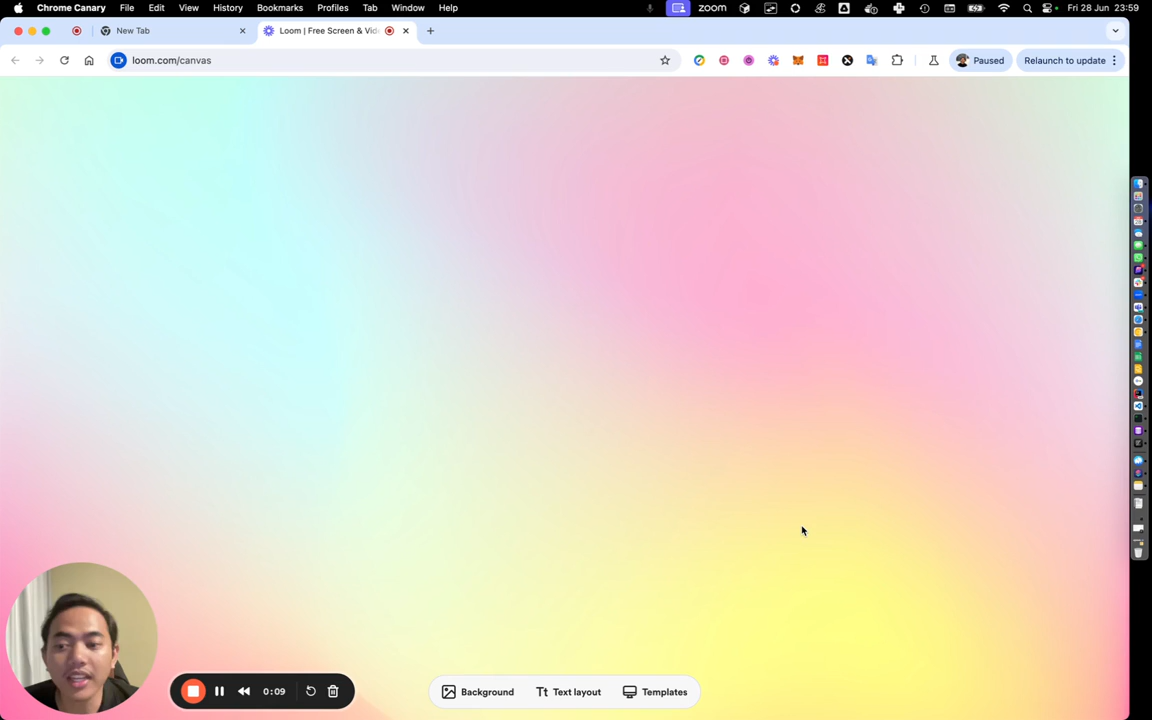 Chrome Canary File Edit View History Bookmarks Profiles Tab Window Help zoom Fri 28 Jun 23:59
New Tab Loom | Free Screen & Vid
loom.com/canvas Paused Relaunch to update
0:09 Background Tt Text layout Templates